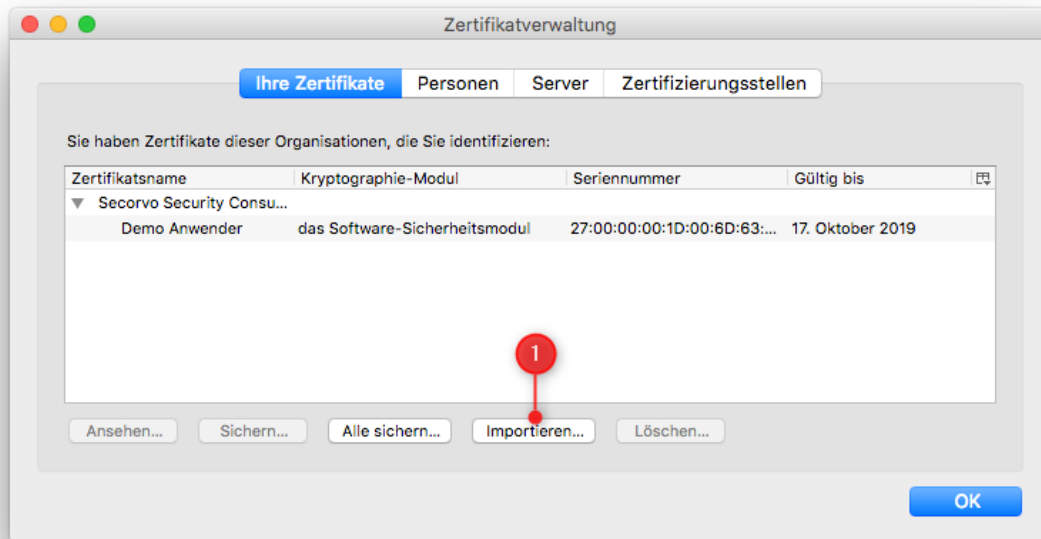 Zertifikatverwaltung
Ihre Zertifikate Personen Server Zertifizierungsstellen
Sie haben Zertifikate dieser Organisationen, die Sie identifizieren:
Zertifikatsname Kryptographie-Modul Seriennummer Gültig bis
Secorvo Security Consu...
Demo Anwender das Software-Sicherheitsmodul 27:00:00:00:1D:00:6D:63:... 17. Oktober 2019
1
Ansehen... Sichern... Alle sichern... Importieren... Löschen...
OK